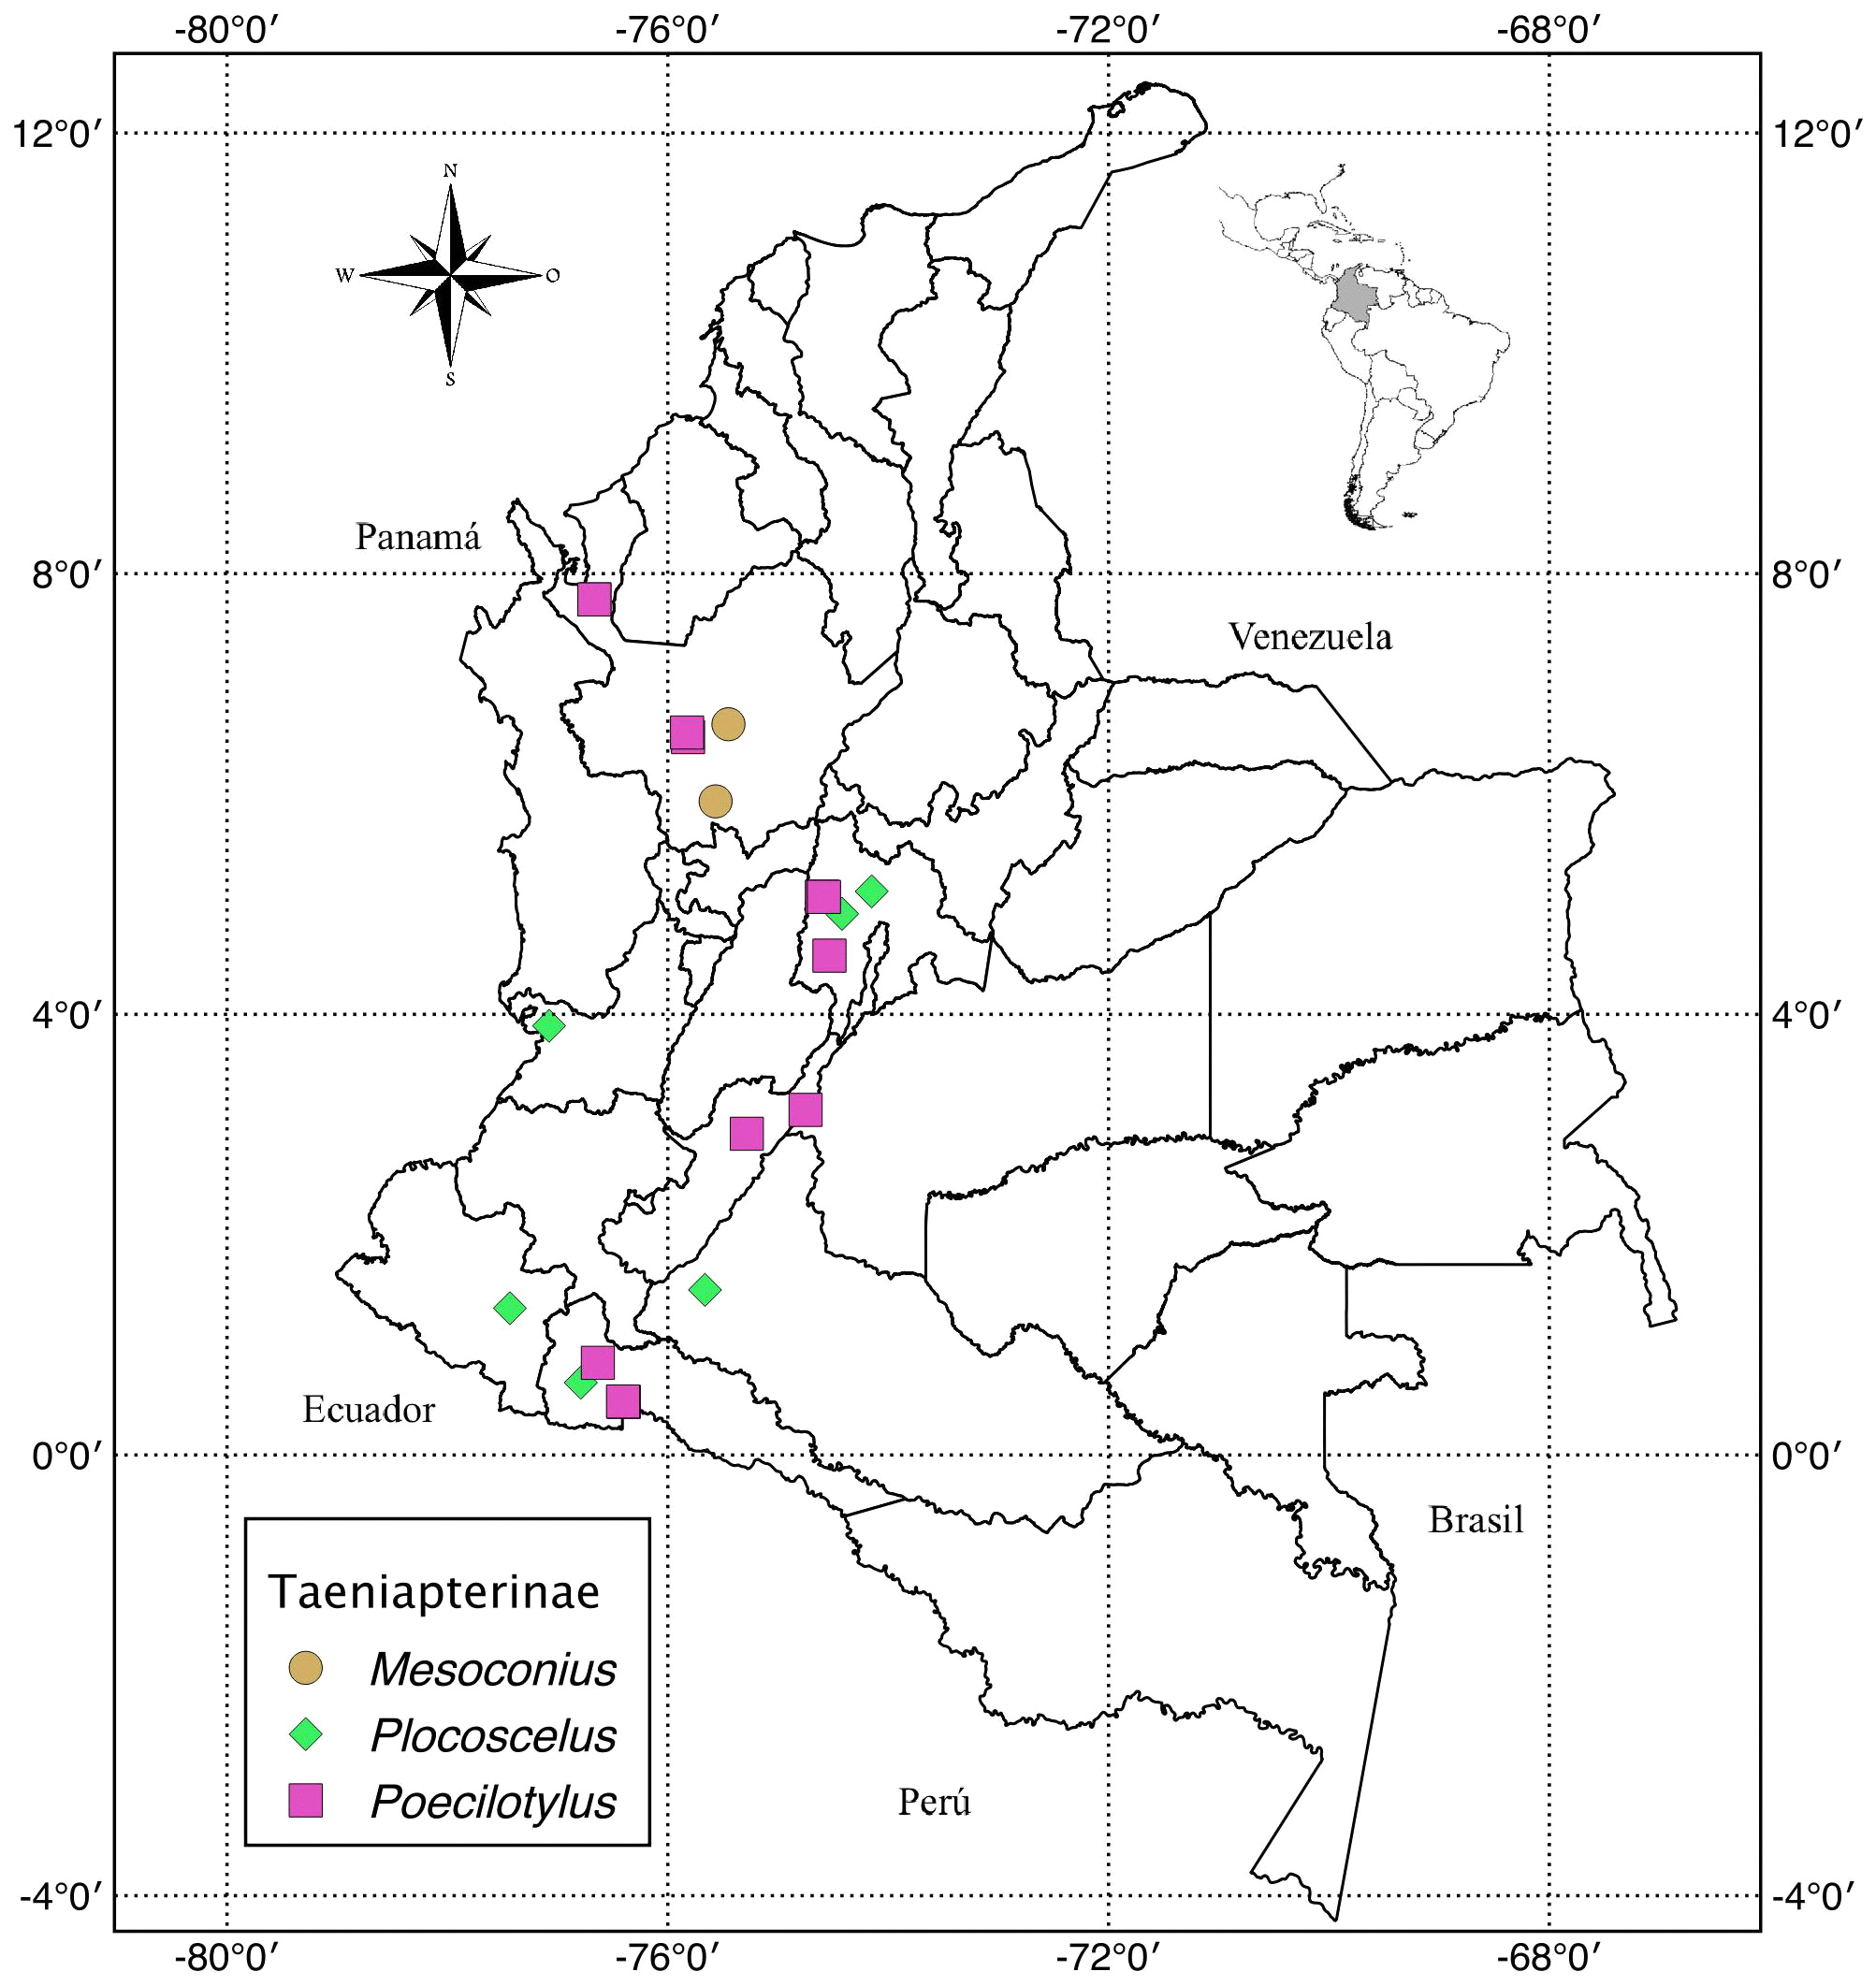 -80°0′ -76°0′ -72°0′ -68°0′
12°0′ 12°0′
N
W O
S
Panamá
8°0′ 8°0′
Venezuela
4°0′ 4°0′
Ecuador
0°0′ 0°0′
Brasil
Taeniapterinae
Mesoconius
Plocoscelus
Poecilotylus
Perú
-4°0′ -4°0′
-80°0′ -76°0′ -72°0′ -68°0′